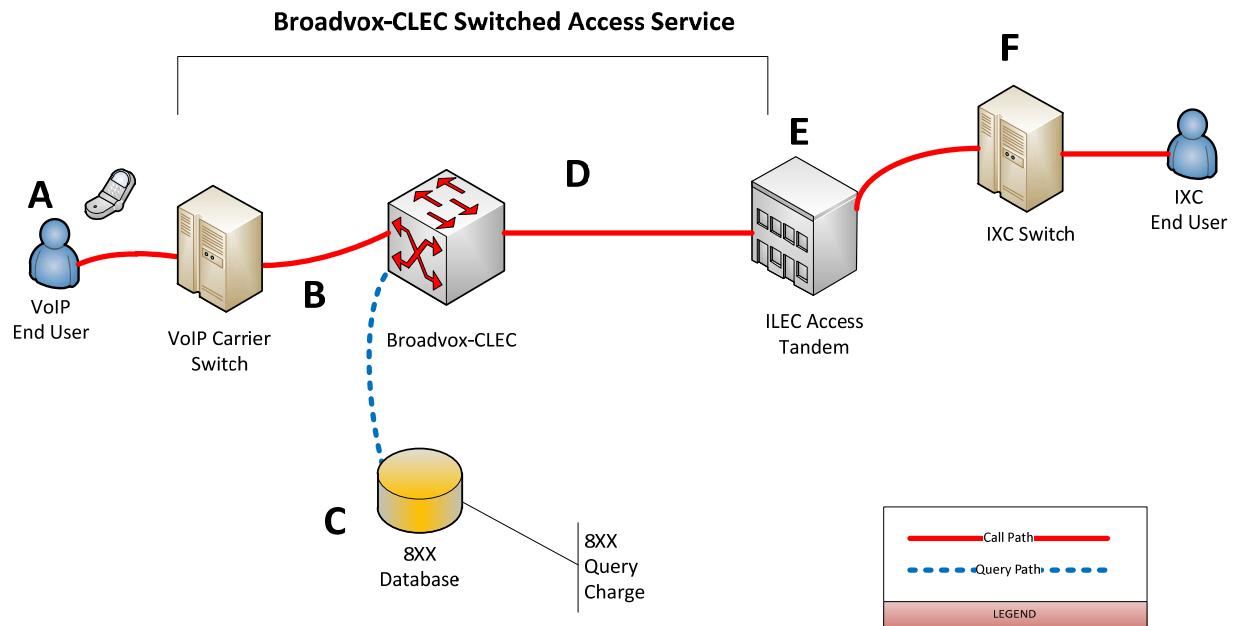 Broadvox-CLEC Switched Access Service
F
E
D
A
B
C
VoIP
End User
VoIP Carrier
Switch
Broadvox-CLEC
ILEC Access
Tandem
IXC Switch
IXC
End User
8XX
Database
8XX
Query
Charge
Call Path
Query Path
LEGEND